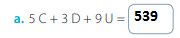 a. 5 C + 3 D + 9 U = 539